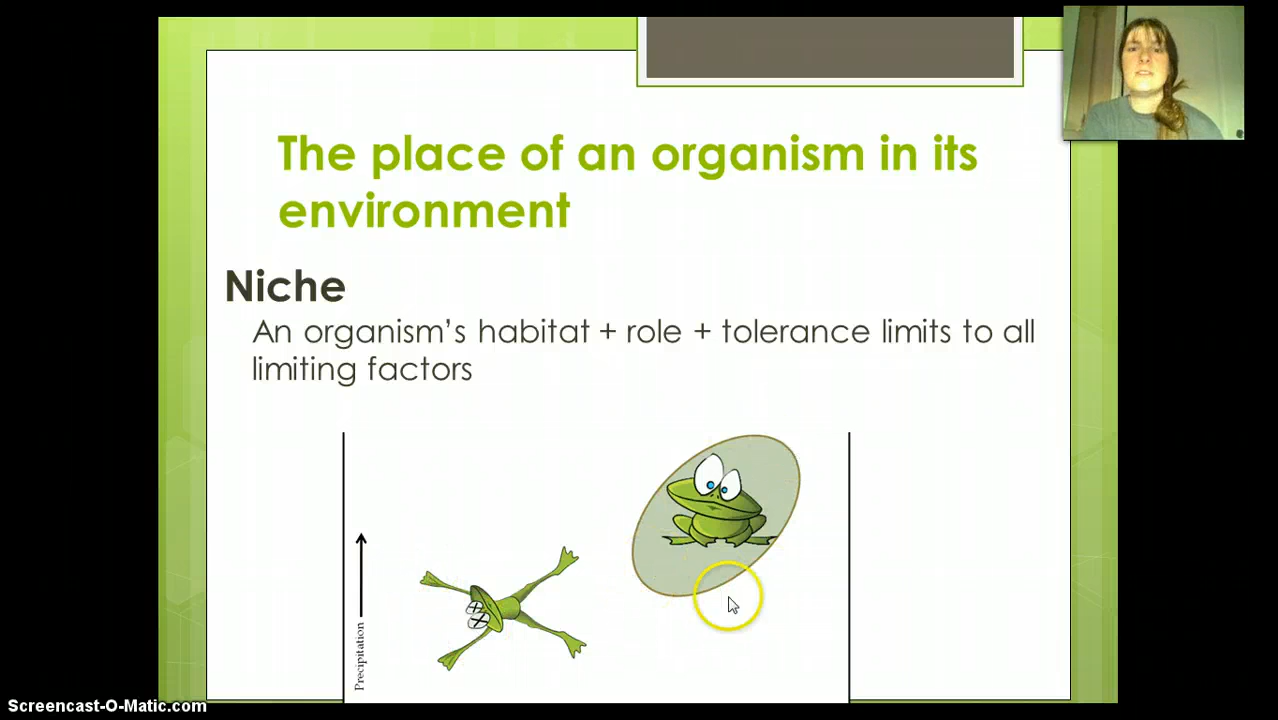 The place of an organism in its
environment
Niche
An organism's habitat + role + tolerance limits to all
limiting factors
Precipitation
Screencast-O-Matic.com